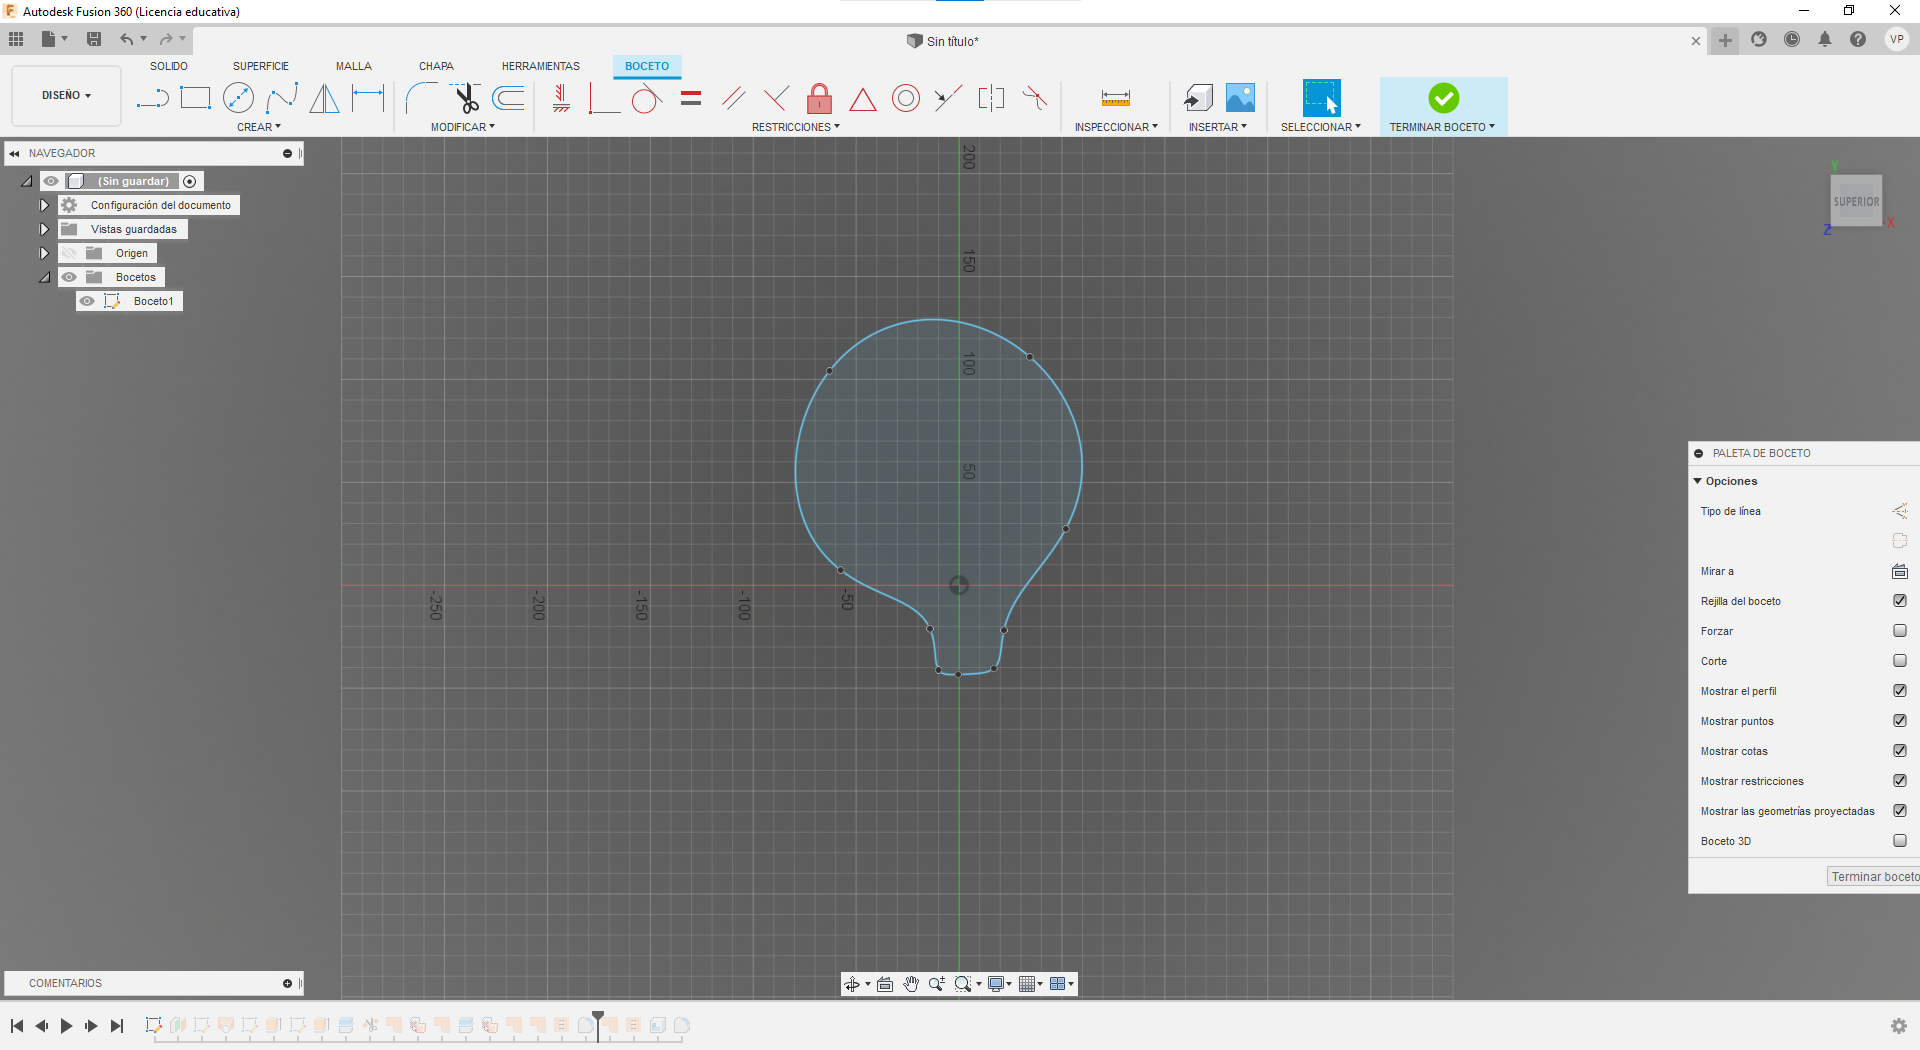 Autodesk Fusion 360 (Licencia educativa)
Sin título*
VP
DISEÑO
SOLIDO
SUPERFICIE
MALLA
CHAPA
HERRAMIENTAS
BOCETO
CREAR
MODIFICAR
RESTRICCIONES
INSPECCIONAR
INSERTAR
SELECCIONAR
TERMINAR BOCETO
NAVEGADOR
(Sin guardar)
Configuración del documento
Vistas guardadas
Origen
Bocetos
Boceto1
200
150
100
50
-250
-200
-150
-100
-50
Y
SUPERIOR
X
Z
PALETA DE BOCETO
Opciones
Tipo de línea
Mirar a
Rejilla del boceto
Forzar
Corte
Mostrar el perfil
Mostrar puntos
Mostrar cotas
Mostrar restricciones
Mostrar las geometrías proyectadas
Boceto 3D
Terminar boceto
COMENTARIOS